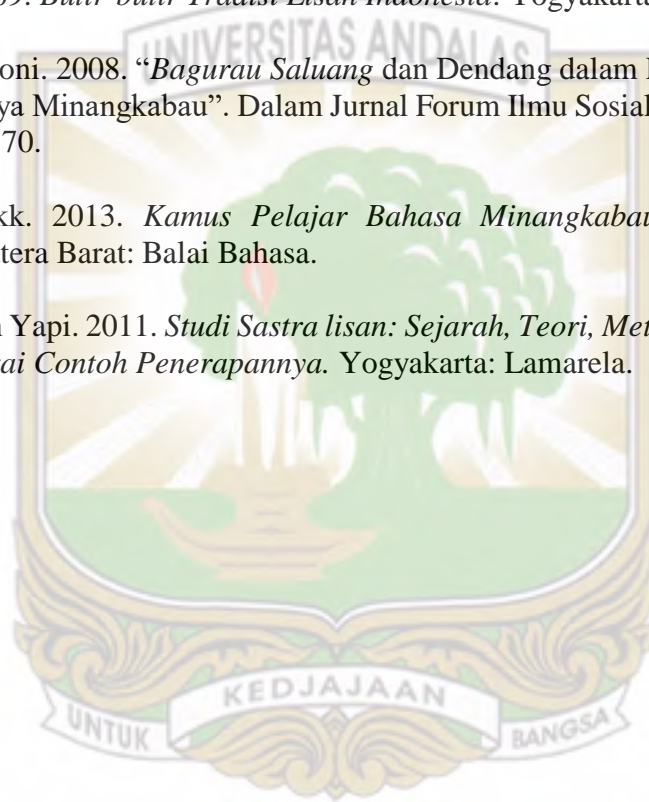 Butir-butir Tradisi Lisan Indonesia. Yogyakarta
UNIVERSITAS ANDALAS
oni. 2008. “Bagurau Saluang dan Dendang dalam
ya Minangkabau”. Dalam Jurnal Forum Ilmu Sosial
70.
kk. 2013. Kamus Pelajar Bahasa Minangkabau
tera Barat: Balai Bahasa.
n Yapi. 2011. Studi Sastra lisan: Sejarah, Teori, Met
ai Contoh Penerapannya. Yogyakarta: Lamarela.
KEDJAJAAN
UNTUK BANGSA